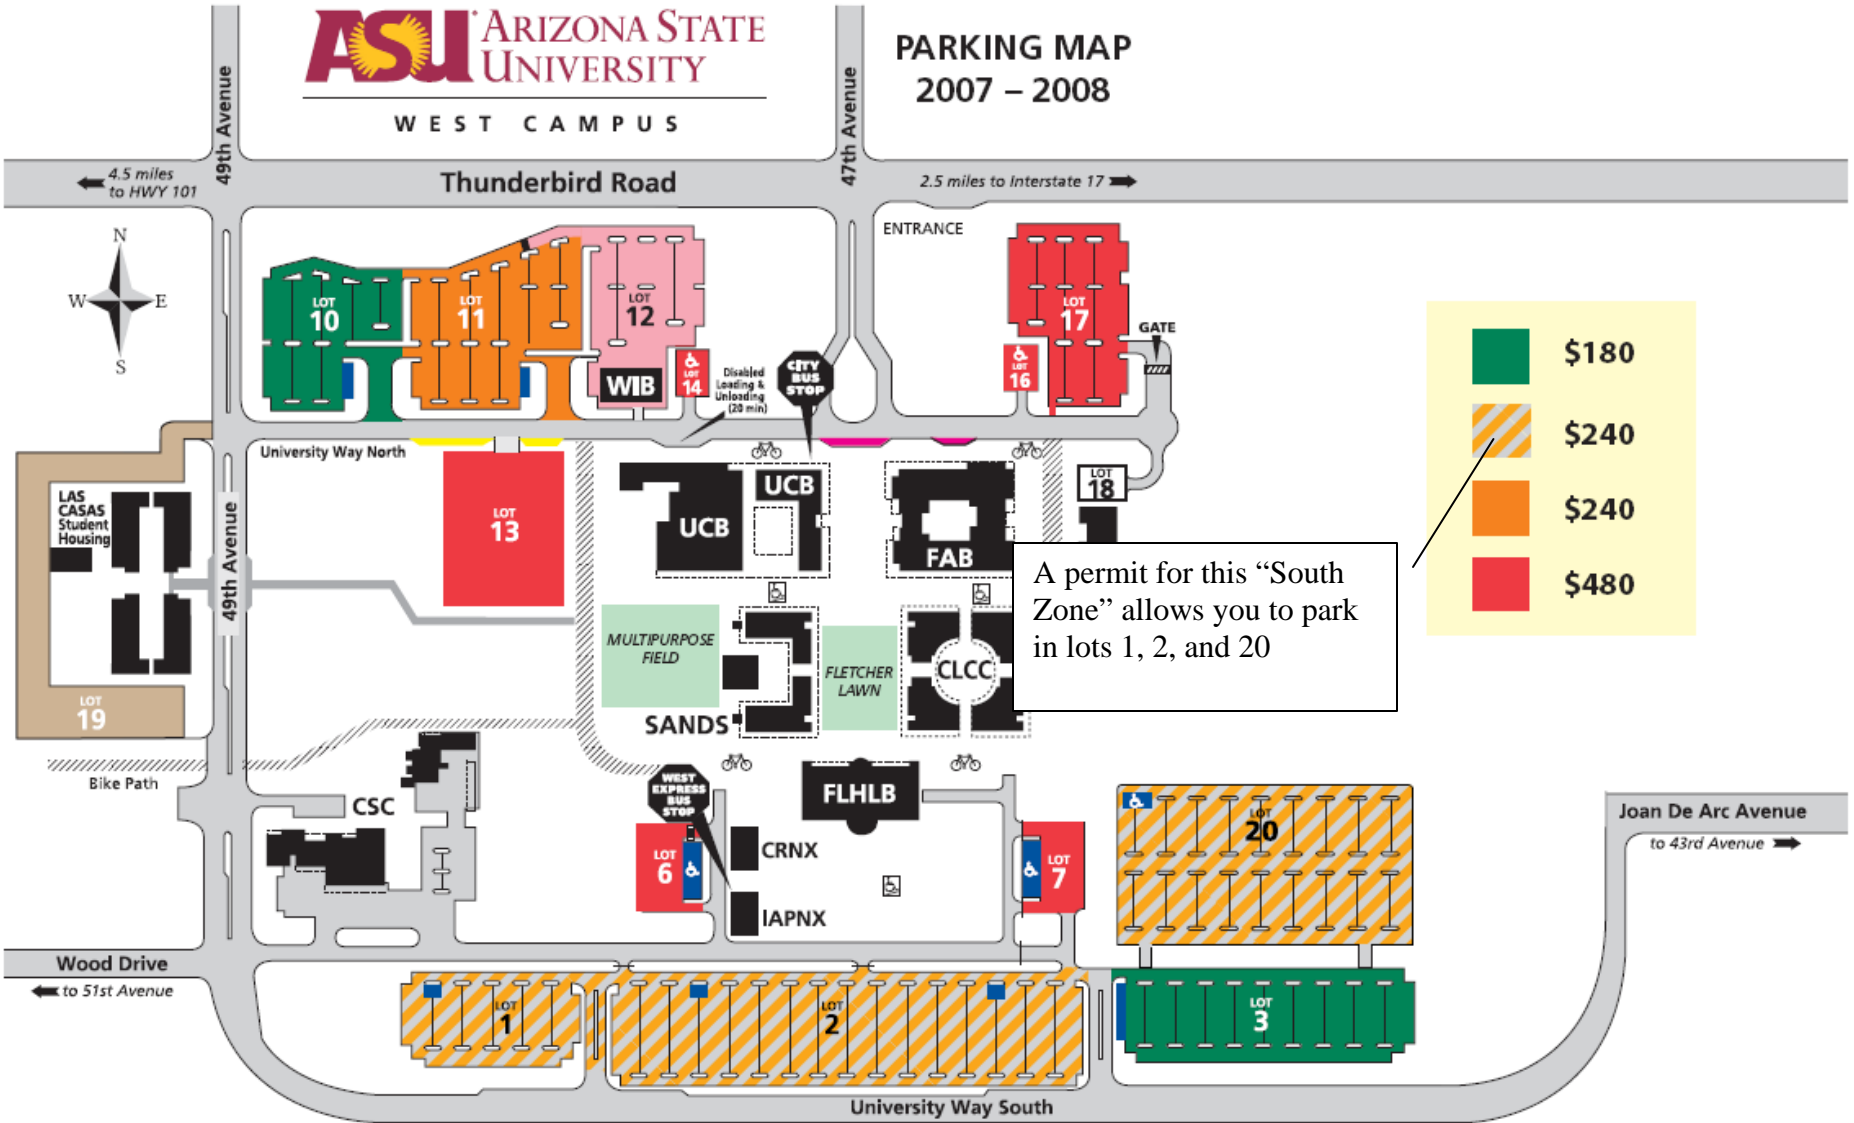 ASU ARIZONA STATE
UNIVERSITY
WEST CAMPUS
PARKING MAP
2007 – 2008
49th Avenue
47th Avenue
4.5 miles
to HWY 101
Thunderbird Road
2.5 miles to Interstate 17
ENTRANCE
N
W
E
S
LOT
10
LOT
11
LOT
12
WIB
LOT
14
Disabled
Loading &
Unloading
(20 min)
CITY
BUS
STOP
LOT
16
LOT
17
GATE
$180
$240
$240
$480
University Way North
LAS
CASAS
Student
Housing
49th Avenue
LOT
13
UCB
UCB
FAB
LOT
18
A permit for this “South
Zone” allows you to park
in lots 1, 2, and 20
MULTIPURPOSE
FIELD
FLETCHER
LAWN
CLCC
SANDS
LOT
19
Bike Path
CSC
WEST
EXPRESS
BUS
STOP
FLHLB
LOT
6
CRNX
IAPNX
LOT
7
LOT
20
Joan De Arc Avenue
to 43rd Avenue
Wood Drive
to 51st Avenue
LOT
1
LOT
2
LOT
3
University Way South